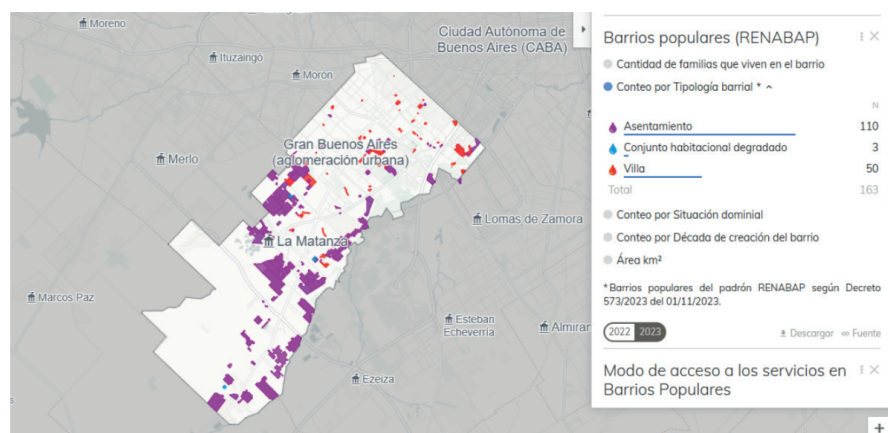 Moreno
Ciudad Autónoma de
Buenos Aires (CABA)
Ituzaingó
Morón
Gran Buenos Aires
(aglomeración urbana)
Merlo
Lomas de Zamora
La Matanza
Marcos Paz
Esteban
Echeverría
Almiran
Ezeiza
Barrios populares (RENABAP)
Cantidad de familias que viven en el barrio
Conteo por Tipología barrial *
N
Asentamiento 110
Conjunto habitacional degradado 3
Villa 50
Total 163
Conteo por Situación dominial
Conteo por Década de creación del barrio
Área km²
*Barrios populares del padrón RENABAP según Decreto
573/2023 del 01/11/2023.
2022 2023 Descargar Fuente
Modo de acceso a los servicios en
Barrios Populares
+